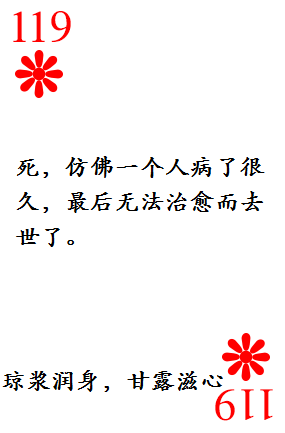 119
死，仿佛一个人病了很
久，最后无法治愈而去
世了。
琼浆润身，甘露滋心
119